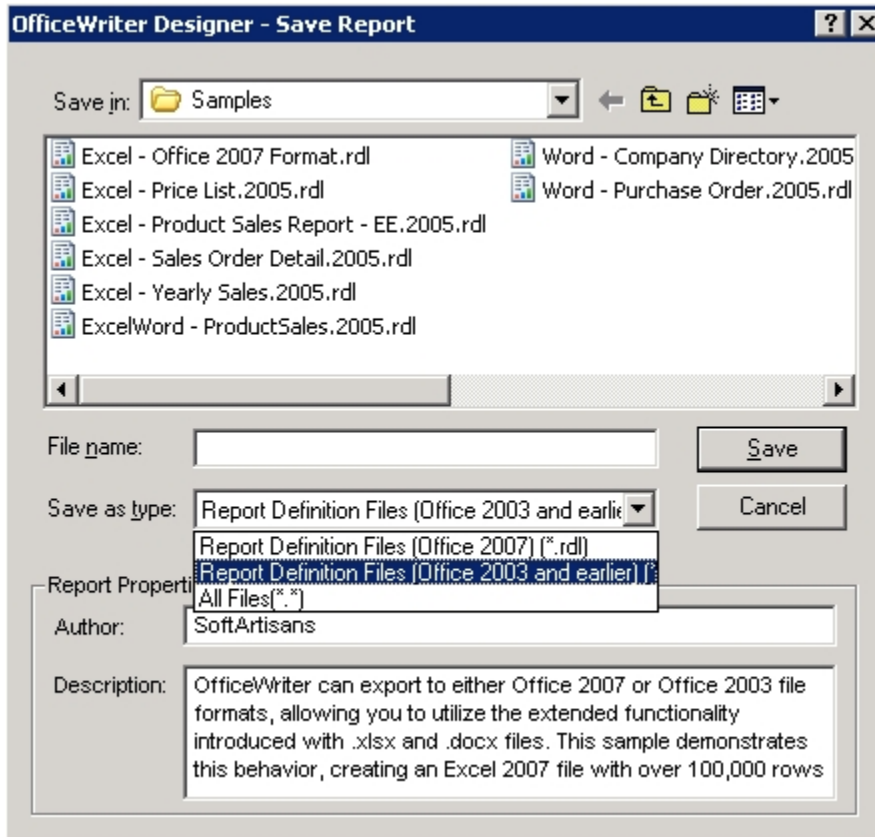 OfficeWriter Designer - Save Report
Save in: Samples
Excel - Office 2007 Format.rdl
Excel - Price List.2005.rdl
Excel - Product Sales Report - EE.2005.rdl
Excel - Sales Order Detail.2005.rdl
Excel - Yearly Sales.2005.rdl
ExcelWord - ProductSales.2005.rdl
Word - Company Directory.2005
Word - Purchase Order.2005.rdl
File name:
Save
Save as type: Report Definition Files (Office 2003 and earlie
Cancel
Report Definition Files (Office 2007) (*.rdl)
Report Definition Files (Office 2003 and earlier) (*
All Files(*.*)
Report Properti
Author: SoftArtisans
Description: OfficeWriter can export to either Office 2007 or Office 2003 file
formats, allowing you to utilize the extended functionality
introduced with .xlsx and .docx files. This sample demonstrates
this behavior, creating an Excel 2007 file with over 100,000 rows